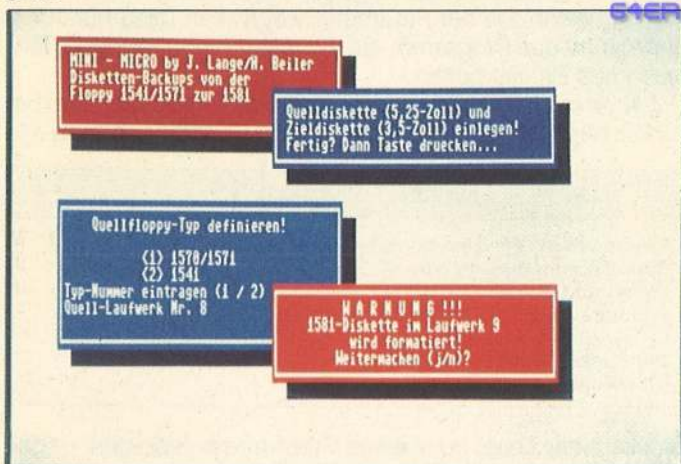 64ER
MINI - MICRO by J. Lange/H. Beiler
Disketten-Backups von der
Floppy 1541/1571 zur 1581
Quelldiskette (5,25-Zoll) und
Zieldiskette (3,5-Zoll) einlegen!
Fertig? Dann Taste druecken...
Quellfloppy-Typ definieren!
(1) 1570/1571
(2) 1541
Typ-Nummer eintragen (1 / 2)
Quell-Laufwerk Nr. 8
W A R N U N G !!!
1581-Diskette im Laufwerk 9
wird formatiert!
Weitermachen (j/n)?